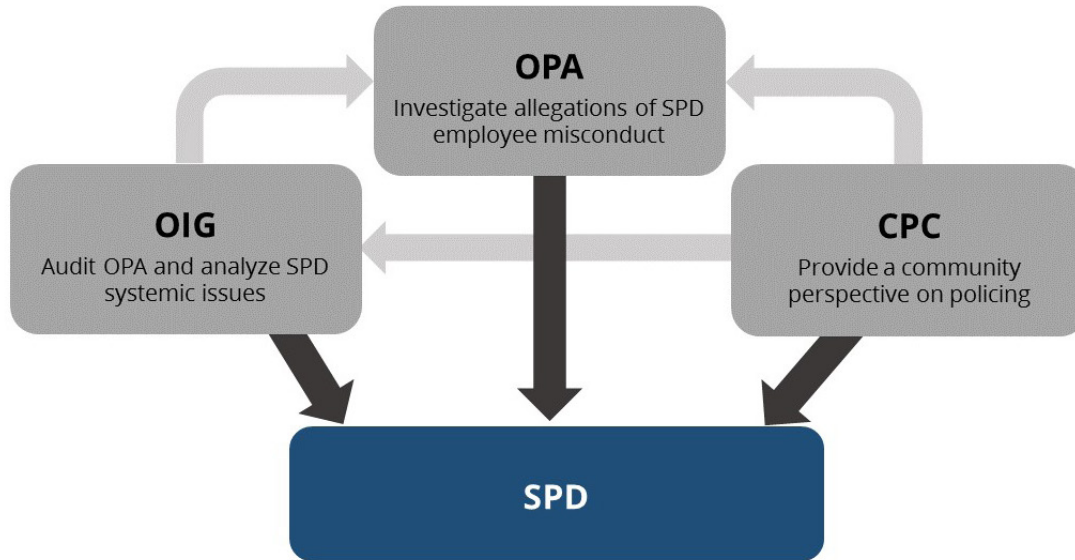 OPA
Investigate allegations of SPD
employee misconduct
OIG
Audit OPA and analyze SPD
systemic issues
CPC
Provide a community
perspective on policing
SPD